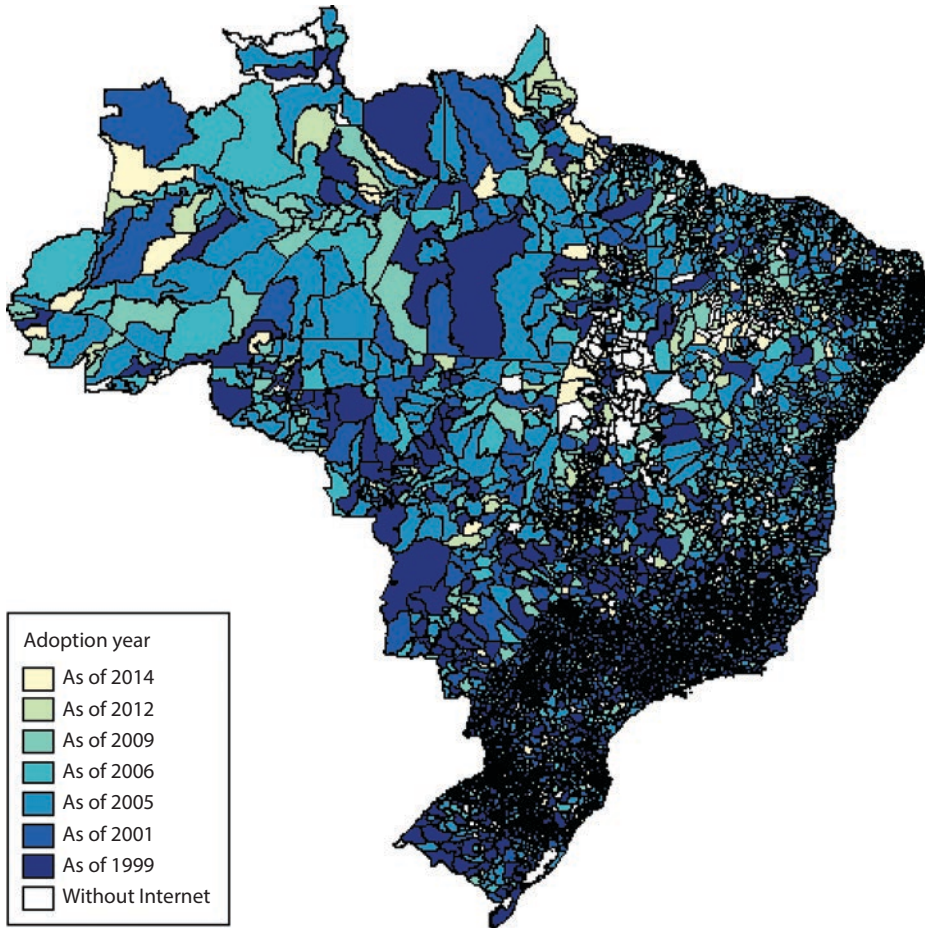 Adoption year
As of 2014
As of 2012
As of 2009
As of 2006
As of 2005
As of 2001
As of 1999
Without Internet